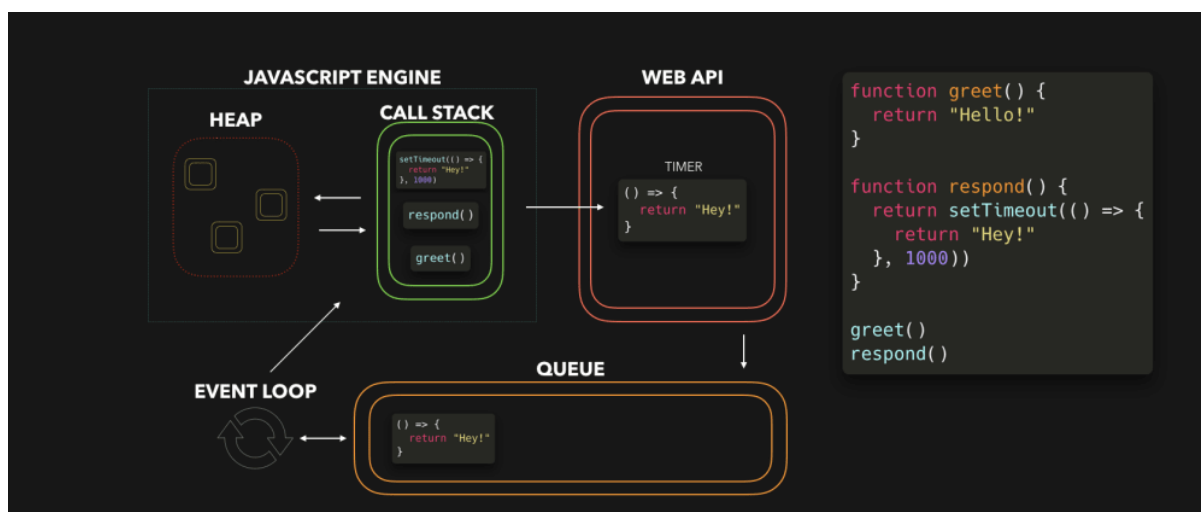 JAVASCRIPT ENGINE
HEAP
CALL STACK
setTimeout(() => {
  return "Hey!"
}, 1000)
respond()
greet()
WEB API
TIMER
() => {
  return "Hey!"
}
EVENT LOOP
QUEUE
() => {
  return "Hey!"
}
function greet() {
  return "Hello!"
}
function respond() {
  return setTimeout(() => {
    return "Hey!"
  }, 1000))
}
greet()
respond()